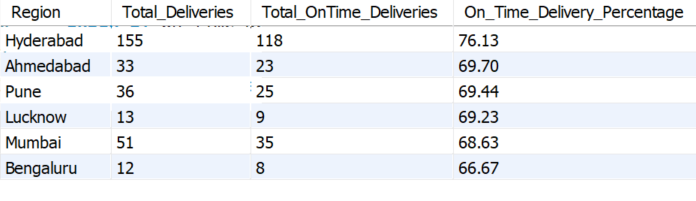 Region Total_Deliveries Total_OnTime_Deliveries On_Time_Delivery_Percentage
Hyderabad 155 118 76.13
Ahmedabad 33 23 69.70
Pune 36 25 69.44
Lucknow 13 9 69.23
Mumbai 51 35 68.63
Bengaluru 12 8 66.67